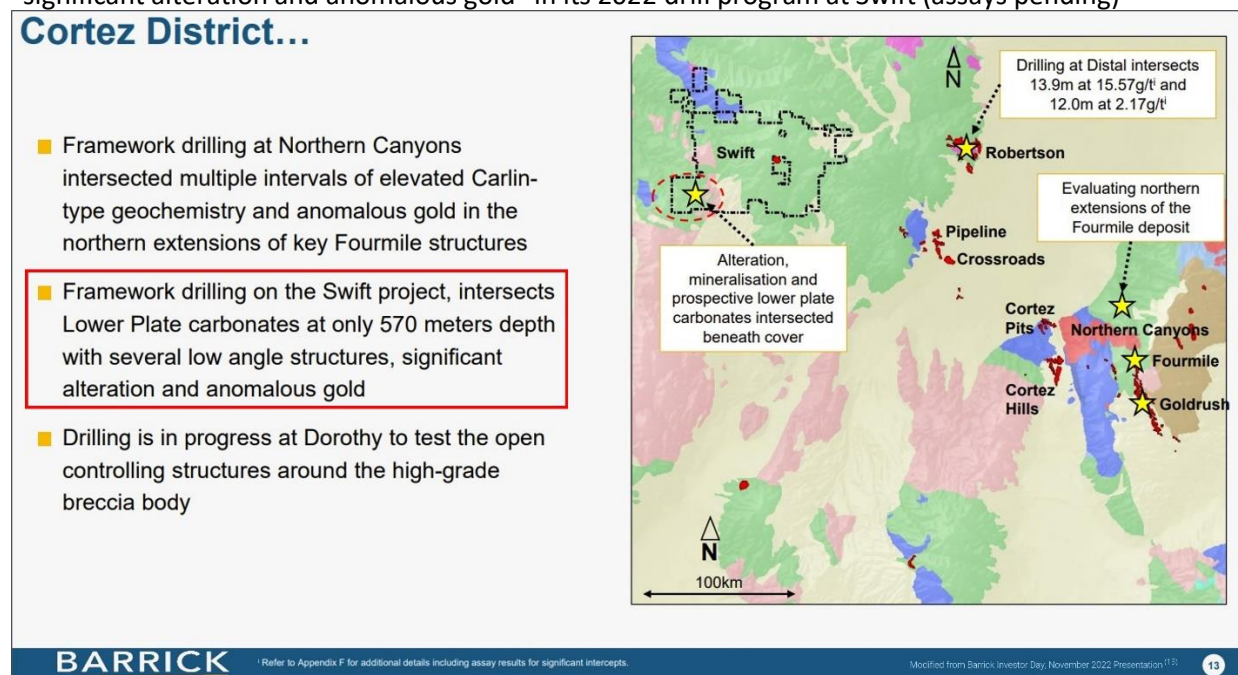 significant alteration and anomalous gold" in its 2022 drill program at Swift (assays pending)
Cortez District…
Framework drilling at Northern Canyons
intersected multiple intervals of elevated Carlin-
type geochemistry and anomalous gold in the
northern extensions of key Fourmile structures
Framework drilling on the Swift project, intersects
Lower Plate carbonates at only 570 meters depth
with several low angle structures, significant
alteration and anomalous gold
Drilling is in progress at Dorothy to test the open
controlling structures around the high-grade
breccia body
N
Drilling at Distal intersects
13.9m at 15.57g/tⁱ and
12.0m at 2.17g/tⁱ
Swift
Robertson
Evaluating northern
extensions of the
Fourmile deposit
Pipeline
Crossroads
Alteration,
mineralisation and
prospective lower plate
carbonates intersected
beneath cover
Cortez
Pits
Northern Canyons
Fourmile
Cortez
Hills
Goldrush
N
100km
BARRICK
ⁱ Refer to Appendix F for additional details including assay results for significant intercepts.
Modified from Barrick Investor Day, November 2022 Presentation (13)
13